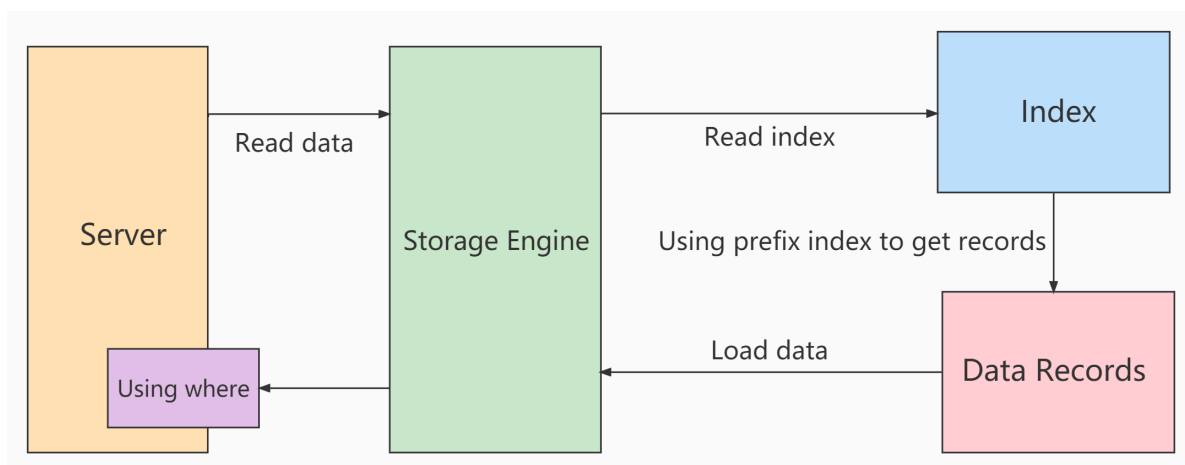 Index
Read data
Read index
Server
Storage Engine
Using prefix index to get records
Load data
Data Records
Using where